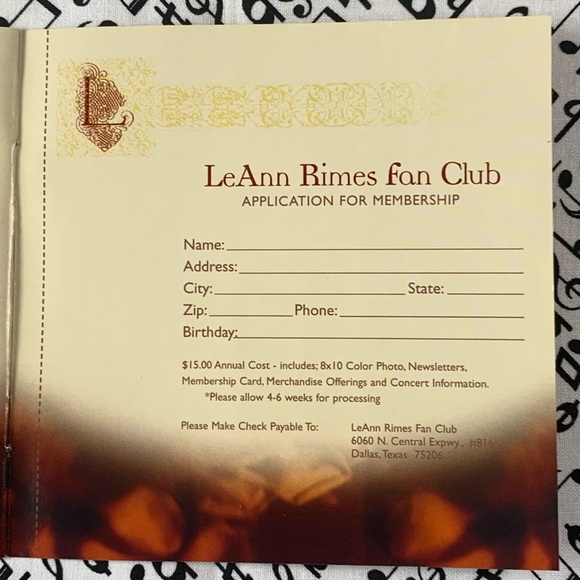 L
LeAnn Rimes Fan Club
APPLICATION FOR MEMBERSHIP
Name:
Address:
City: State:
Zip: Phone:
Birthday:
$15.00 Annual Cost - includes; 8x10 Color Photo, Newsletters,
Membership Card, Merchandise Offerings and Concert Information.
*Please allow 4-6 weeks for processing
Please Make Check Payable To: LeAnn Rimes Fan Club
6060 N. Central Expwy., #816
Dallas, Texas 75206